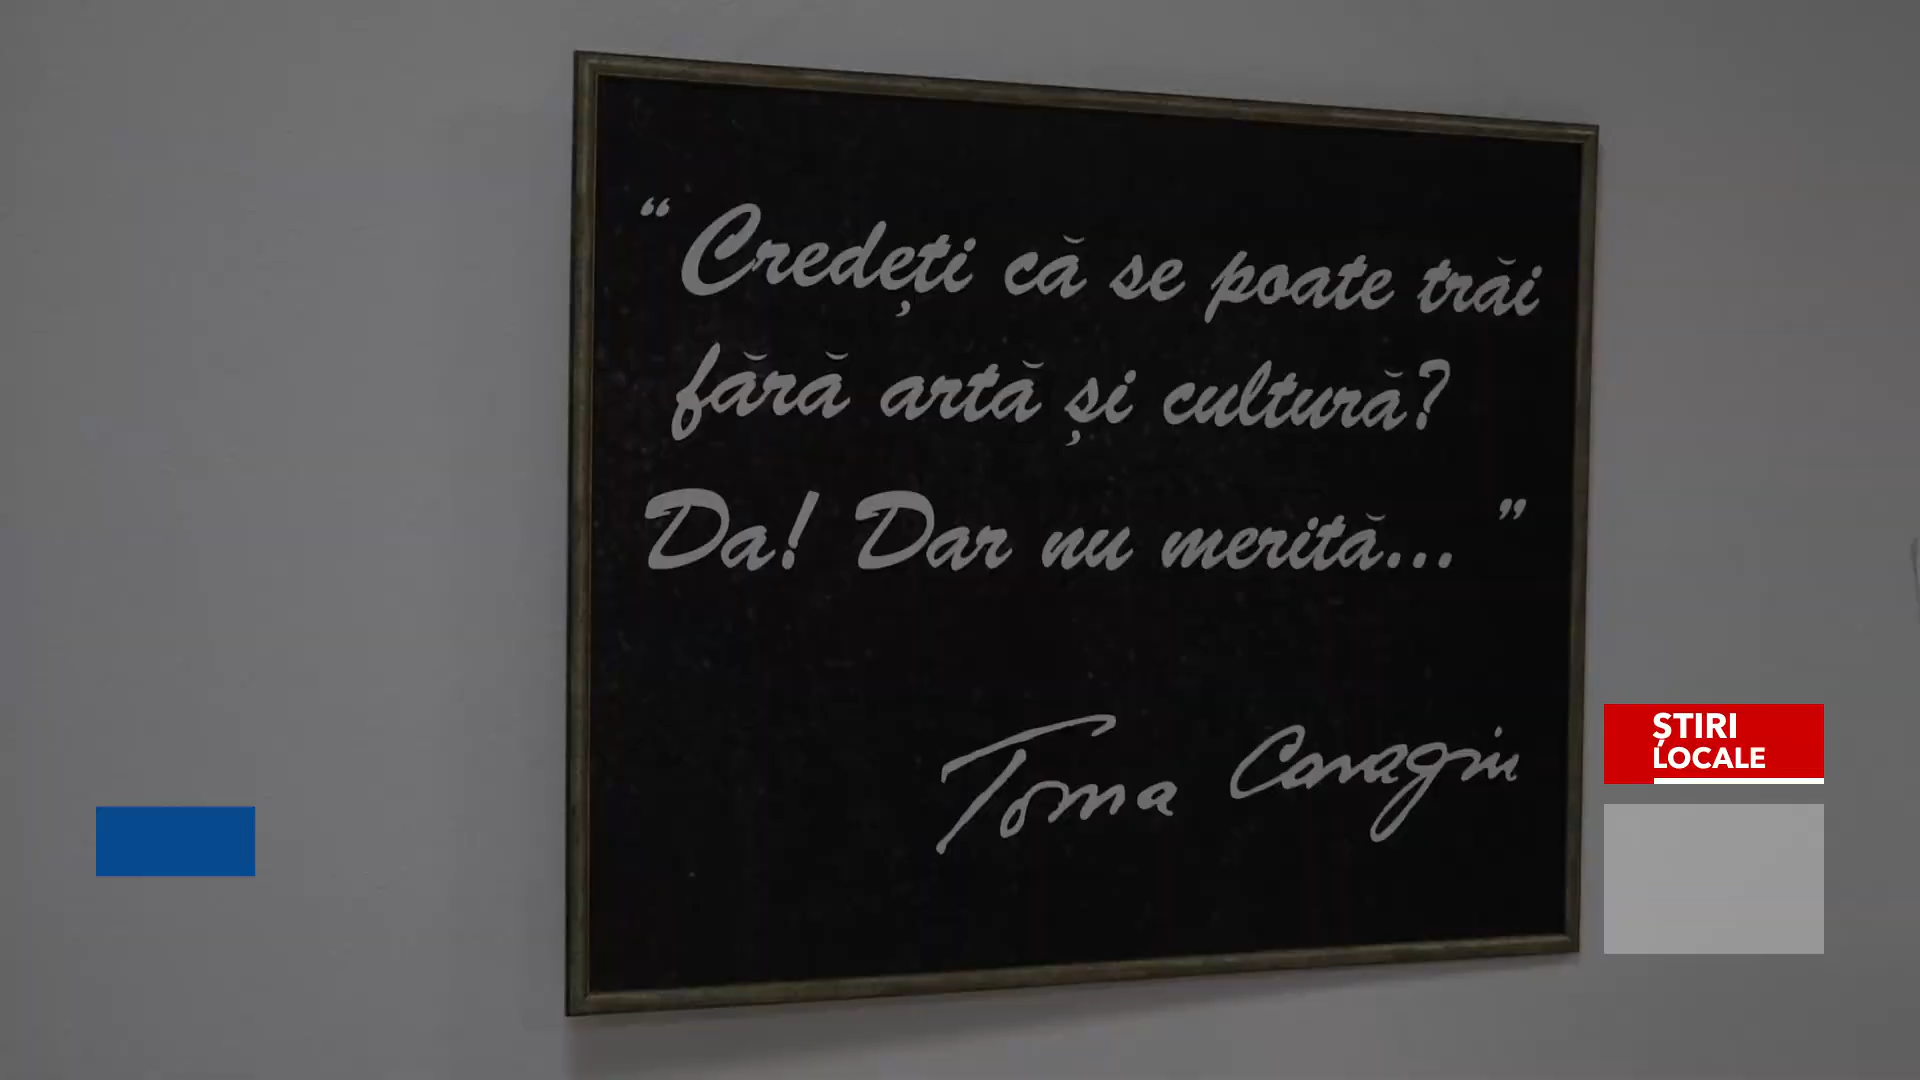 “ Credeți că se poate trăi
fără artă și cultură?
Da! Dar nu merită... ”
Toma Caragiu
ȘTIRI
LOCALE